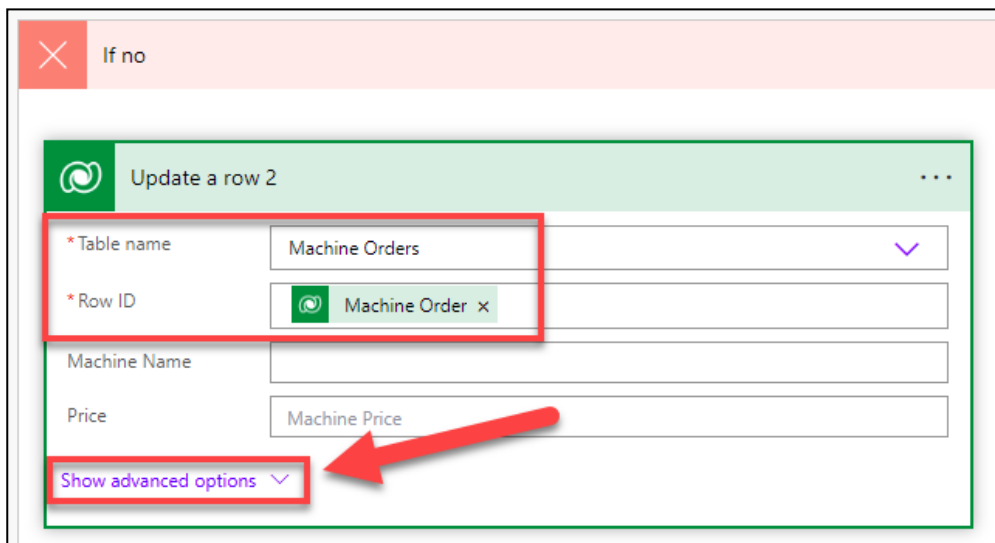 If no
Update a row 2
* Table name
Machine Orders
* Row ID
Machine Order ×
Machine Name
Price
Machine Price
Show advanced options